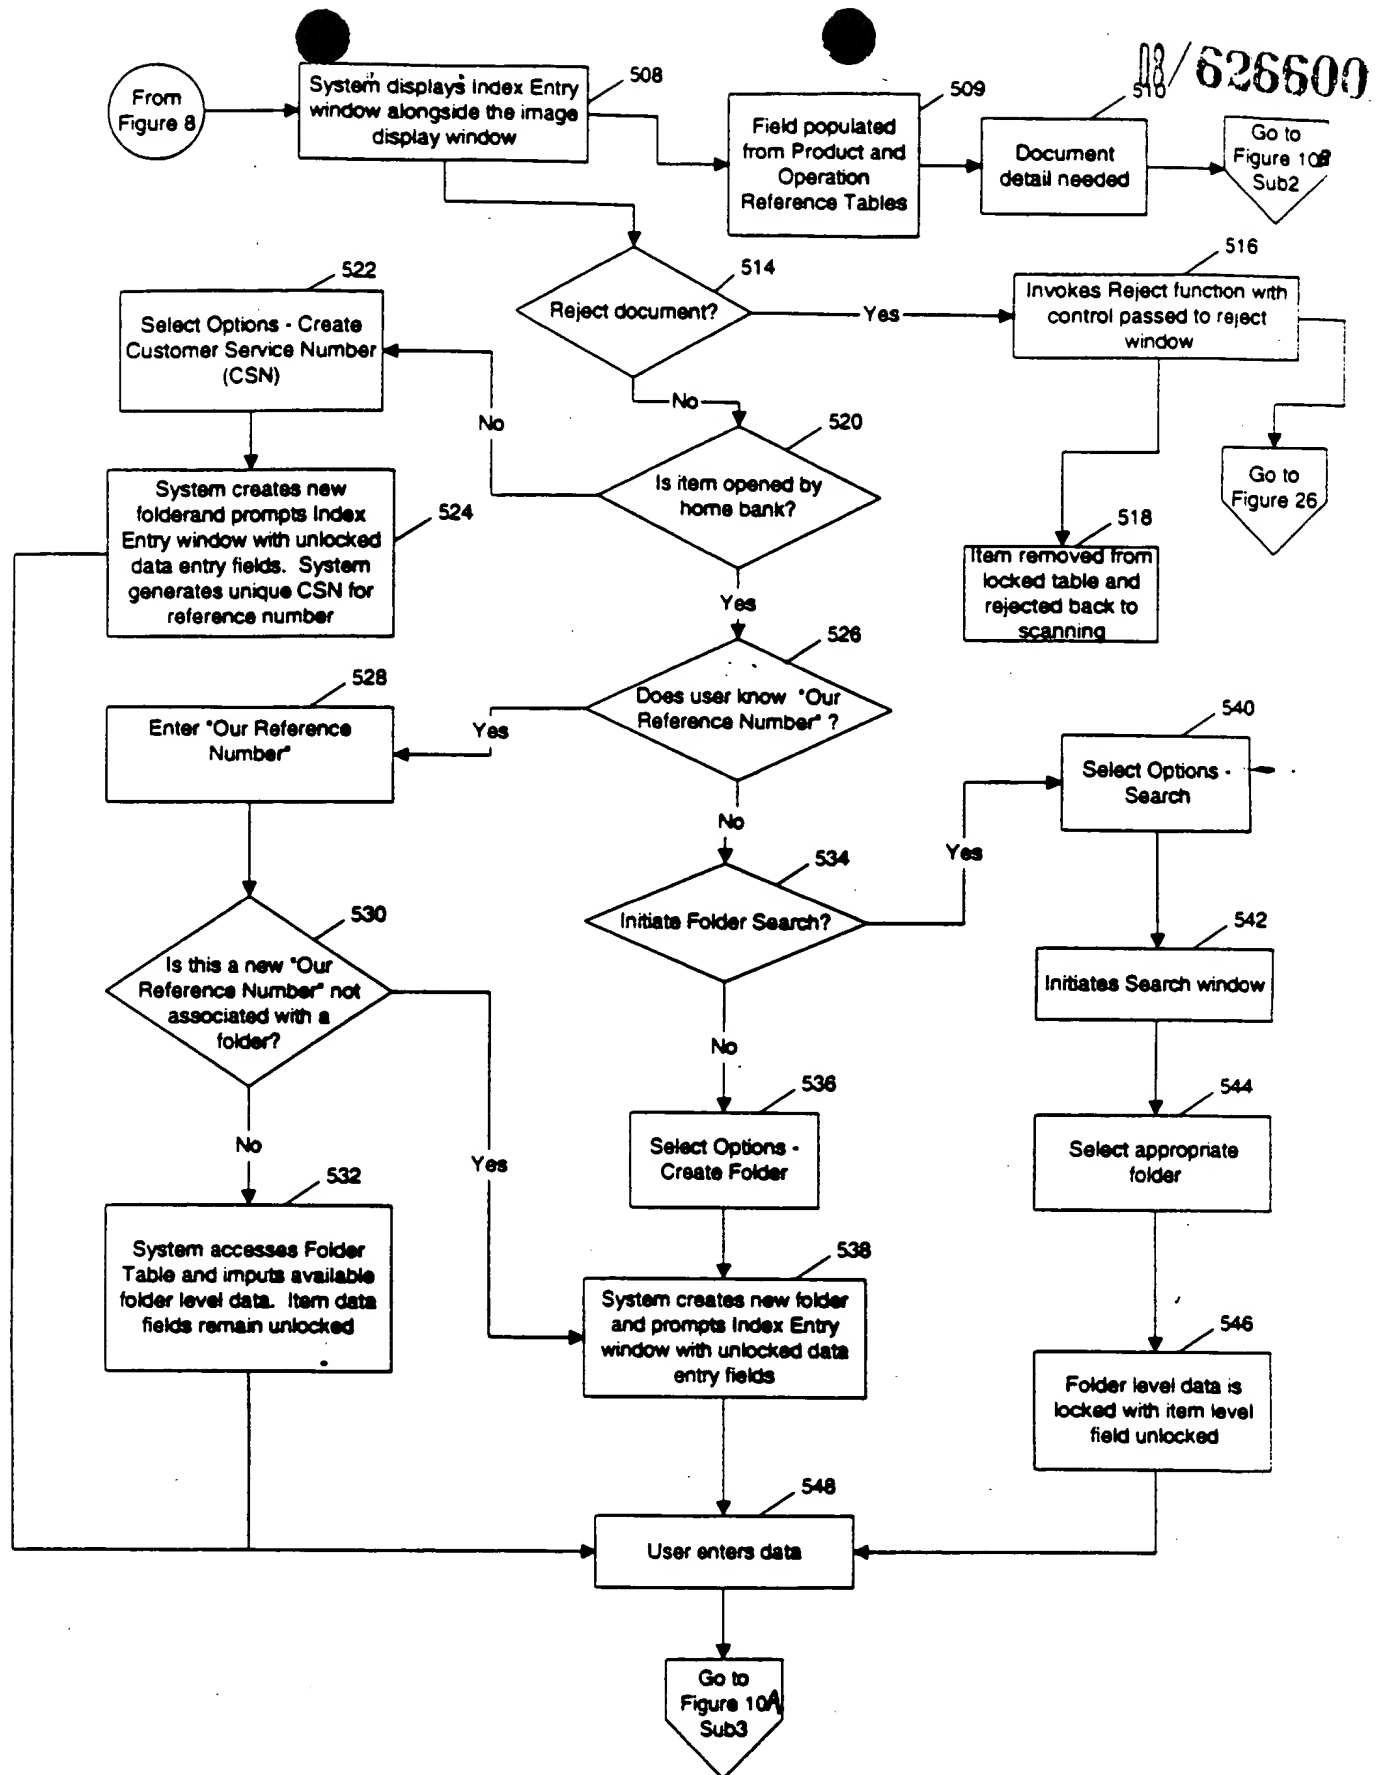 08/626600
From
Figure 8
System displays Index Entry
window alongside the image
display window
508
Field populated
from Product and
Operation
Reference Tables
509
Document
detail needed
510
Go to
Figure 10B
Sub2
Reject document?
514
Yes
Invokes Reject function with
control passed to reject
window
516
Go to
Figure 26
518
Item removed from
locked table and
rejected back to
scanning
No
522
Select Options - Create
Customer Service Number
(CSN)
No
520
Is item opened by
home bank?
System creates new
folderand prompts Index
Entry window with unlocked
data entry fields. System
generates unique CSN for
reference number
524
Yes
526
Does user know "Our
Reference Number" ?
Yes
528
Enter "Our Reference
Number"
No
534
Initiate Folder Search?
Yes
540
Select Options -
Search
530
Is this a new "Our
Reference Number" not
associated with a
folder?
542
Initiates Search window
No
536
Select Options -
Create Folder
544
Select appropriate
folder
No
Yes
532
System accesses Folder
Table and imputs available
folder level data. Item data
fields remain unlocked
538
System creates new folder
and prompts Index Entry
window with unlocked data
entry fields
546
Folder level data is
locked with item level
field unlocked
548
User enters data
Go to
Figure 10A
Sub3